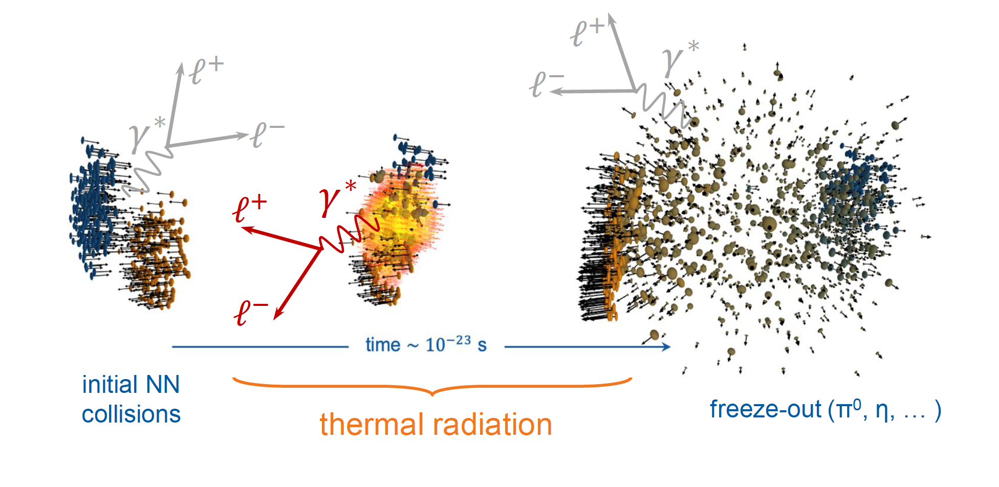 ℓ⁺
γ*
ℓ⁻
ℓ⁺
γ*
ℓ⁻
ℓ⁺
γ*
ℓ⁻
time ~ 10⁻²³ s
initial NN
collisions
thermal radiation
freeze-out (π⁰, η, … )